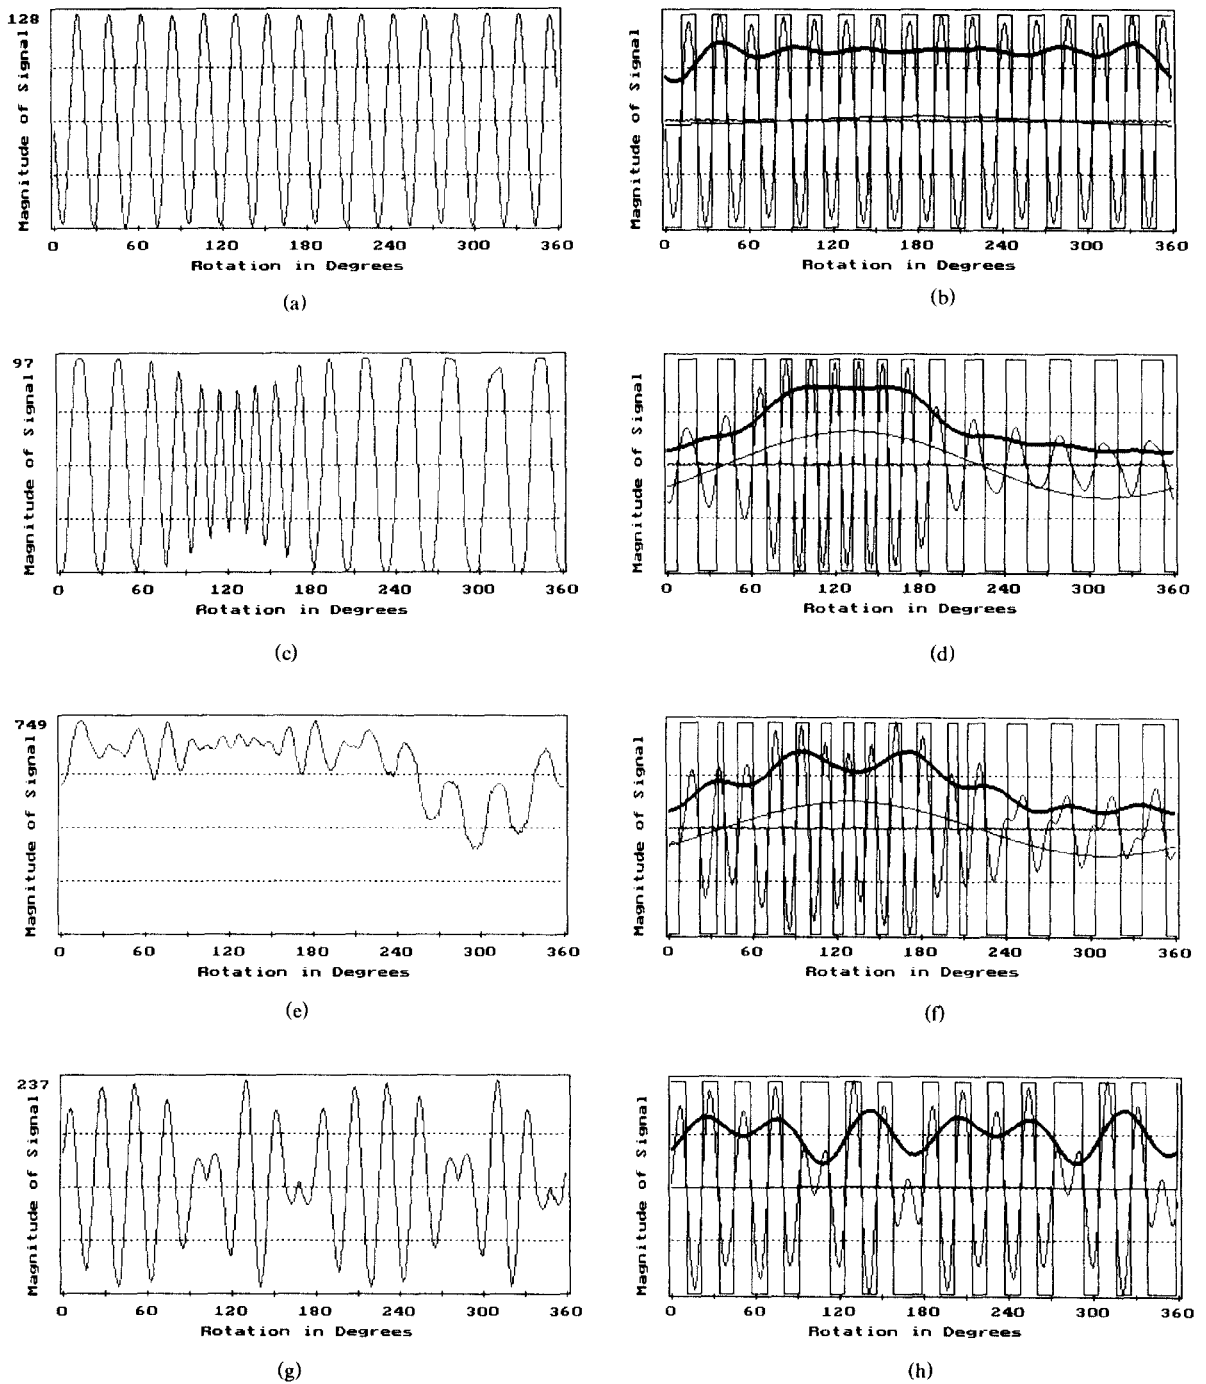 128
Magnitude of Signal
0 60 120 180 240 300 360
Rotation in Degrees
(a)
Magnitude of Signal
0 60 120 180 240 300 360
Rotation in Degrees
(b)
97
Magnitude of Signal
0 60 120 180 240 300 360
Rotation in Degrees
(c)
Magnitude of Signal
0 60 120 180 240 300 360
Rotation in Degrees
(d)
749
Magnitude of Signal
0 60 120 180 240 300 360
Rotation in Degrees
(e)
Magnitude of Signal
0 60 120 180 240 300 360
Rotation in Degrees
(f)
237
Magnitude of Signal
0 60 120 180 240 300 360
Rotation in Degrees
(g)
Magnitude of Signal
0 60 120 180 240 300 360
Rotation in Degrees
(h)